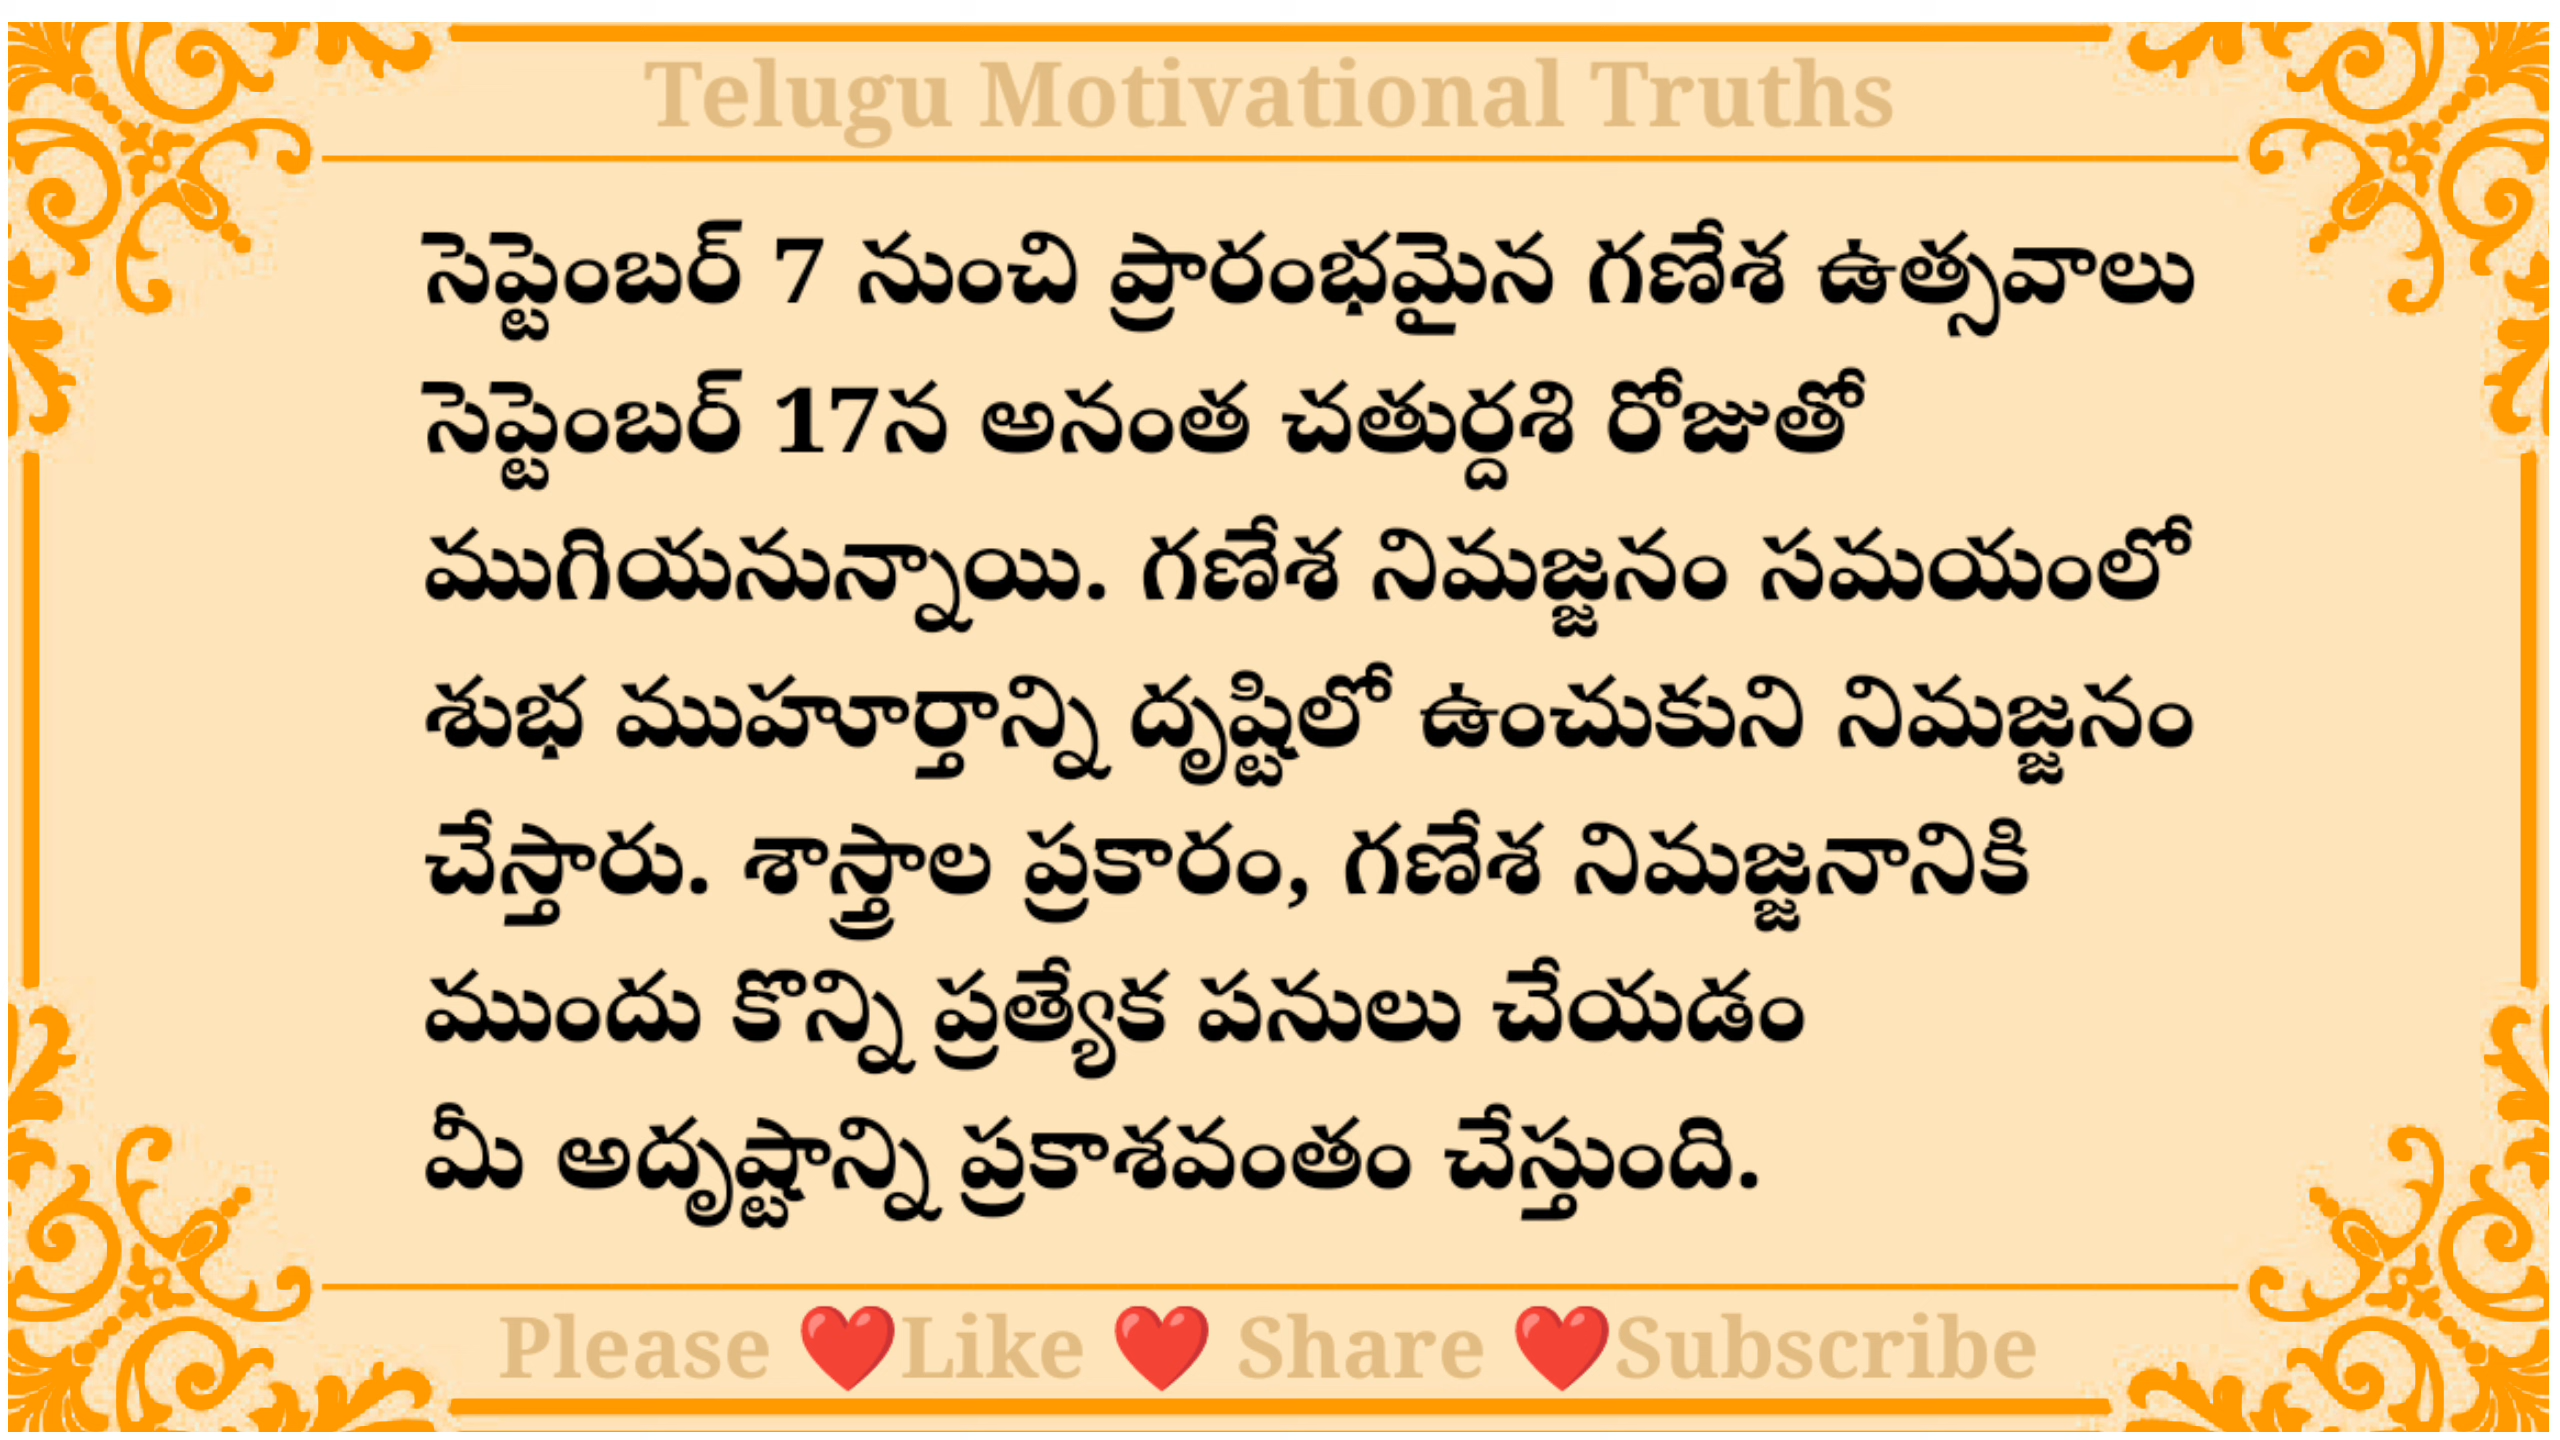 Telugu Motivational Truths
సెప్టెంబర్ 7 నుంచి ప్రారంభమైన గణేశ ఉత్సవాలు
సెప్టెంబర్ 17న అనంత చతుర్దశి రోజుతో
ముగియనున్నాయి. గణేశ నిమజ్జనం సమయంలో
శుభ ముహూర్తాన్ని దృష్టిలో ఉంచుకుని నిమజ్జనం
చేస్తారు. శాస్త్రాల ప్రకారం, గణేశ నిమజ్జనానికి
ముందు కొన్ని ప్రత్యేక పనులు చేయడం
మీ అదృష్టాన్ని ప్రకాశవంతం చేస్తుంది.
Please ❤️Like ❤️ Share ❤️Subscribe